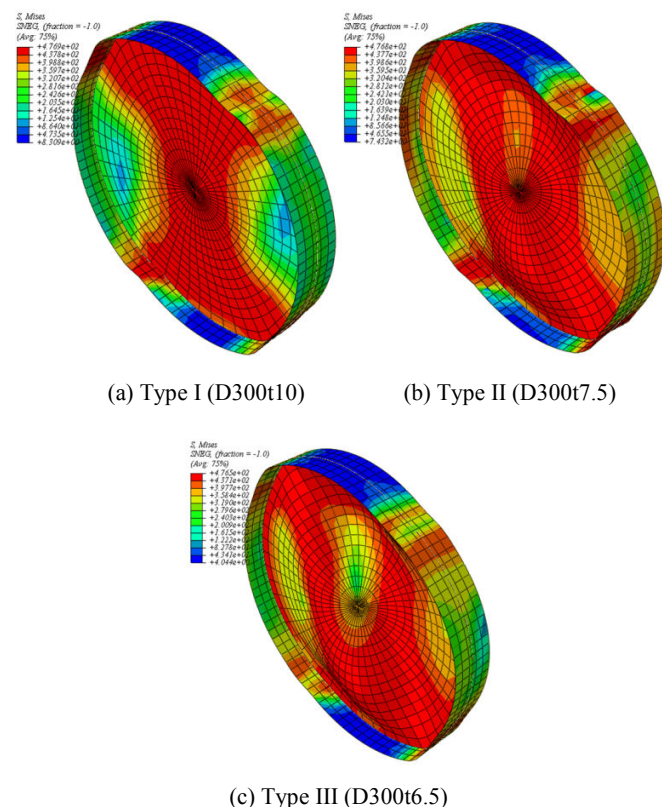 S, Mises
SNEG, (fraction = -1.0)
(Avg: 75%)
+4.769e+02
+4.378e+02
+3.988e+02
+3.597e+02
+3.207e+02
+2.816e+02
+2.426e+02
+2.035e+02
+1.645e+02
+1.254e+02
+8.640e+01
+4.735e+01
+8.309e+00
S, Mises
SNEG, (fraction = -1.0)
(Avg: 75%)
+4.768e+02
+4.377e+02
+3.986e+02
+3.595e+02
+3.204e+02
+2.812e+02
+2.421e+02
+2.030e+02
+1.639e+02
+1.248e+02
+8.566e+01
+4.655e+01
+7.432e+00
(a) Type I (D300t10)
(b) Type II (D300t7.5)
S, Mises
SNEG, (fraction = -1.0)
(Avg: 75%)
+4.765e+02
+4.371e+02
+3.977e+02
+3.584e+02
+3.190e+02
+2.796e+02
+2.403e+02
+2.009e+02
+1.615e+02
+1.222e+02
+8.278e+01
+4.341e+01
+4.044e+00
(c) Type III (D300t6.5)